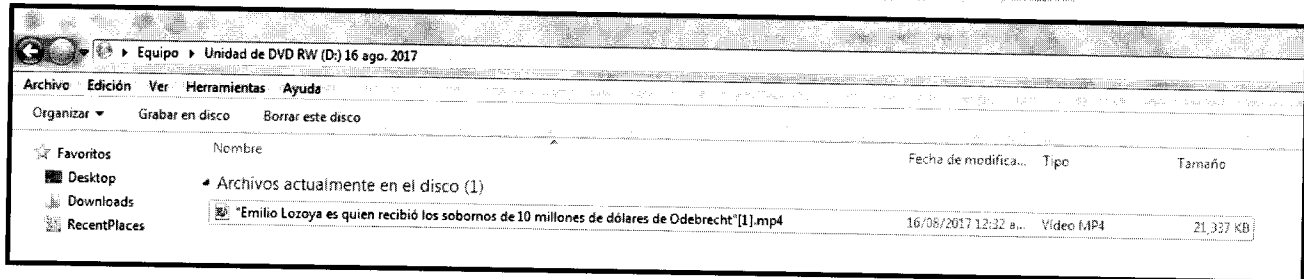 Equipo ▸ Unidad de DVD RW (D:) 16 ago. 2017
Archivo Edición Ver Herramientas Ayuda
Organizar Grabar en disco Borrar este disco
Favoritos
Desktop
Downloads
RecentPlaces
Nombre Fecha de modifica... Tipo Tamaño
Archivos actualmente en el disco (1)
"Emilio Lozoya es quien recibió los sobornos de 10 millones de dólares de Odebrecht"[1].mp4 16/08/2017 12:32 a... Vídeo MP4 21,337 KB